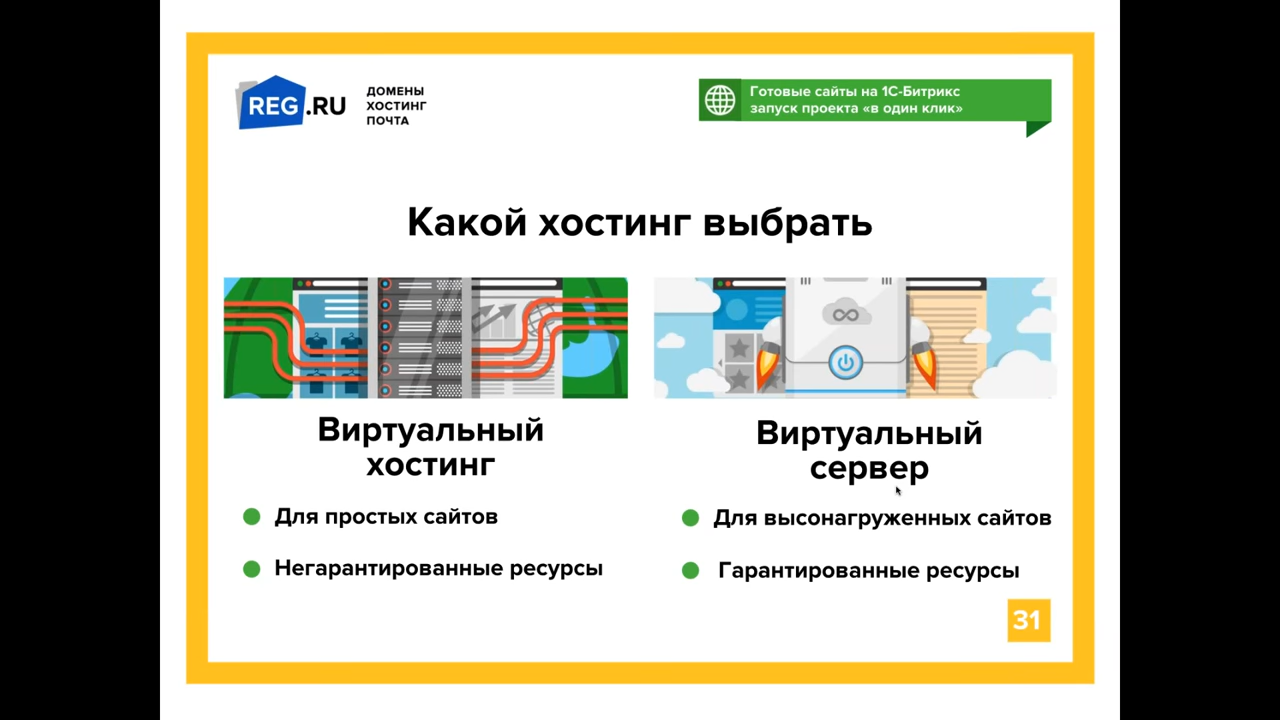 REG.RU
ДОМЕНЫ
ХОСТИНГ
ПОЧТА
Готовые сайты на 1С-Битрикс
запуск проекта «в один клик»
Какой хостинг выбрать
Виртуальный
хостинг
Для простых сайтов
Негарантированные ресурсы
Виртуальный
сервер
Для высонагруженных сайтов
Гарантированные ресурсы
31